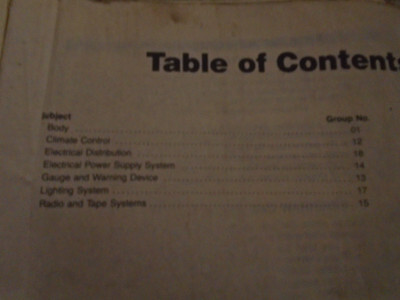 Table of Contents
Subject Group No.
Body 01
Climate Control 12
Electrical Distribution 18
Electrical Power Supply System 14
Gauge and Warning Device 13
Lighting System 17
Radio and Tape Systems 15